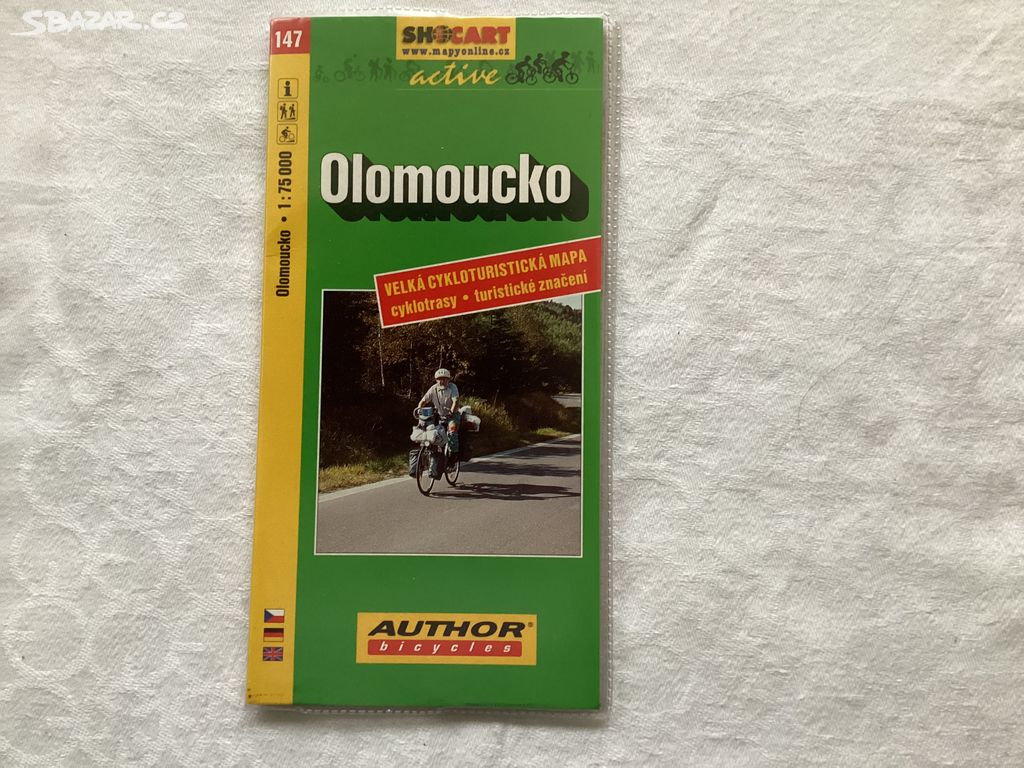 SBAZAR.CZ
147
SHOCART
www.mapyonline.cz
active
Olomoucko • 1 : 75 000
Olomoucko
VELKÁ CYKLOTURISTICKÁ MAPA
cyklotrasy • turistické značení
AUTHOR®
bicycles